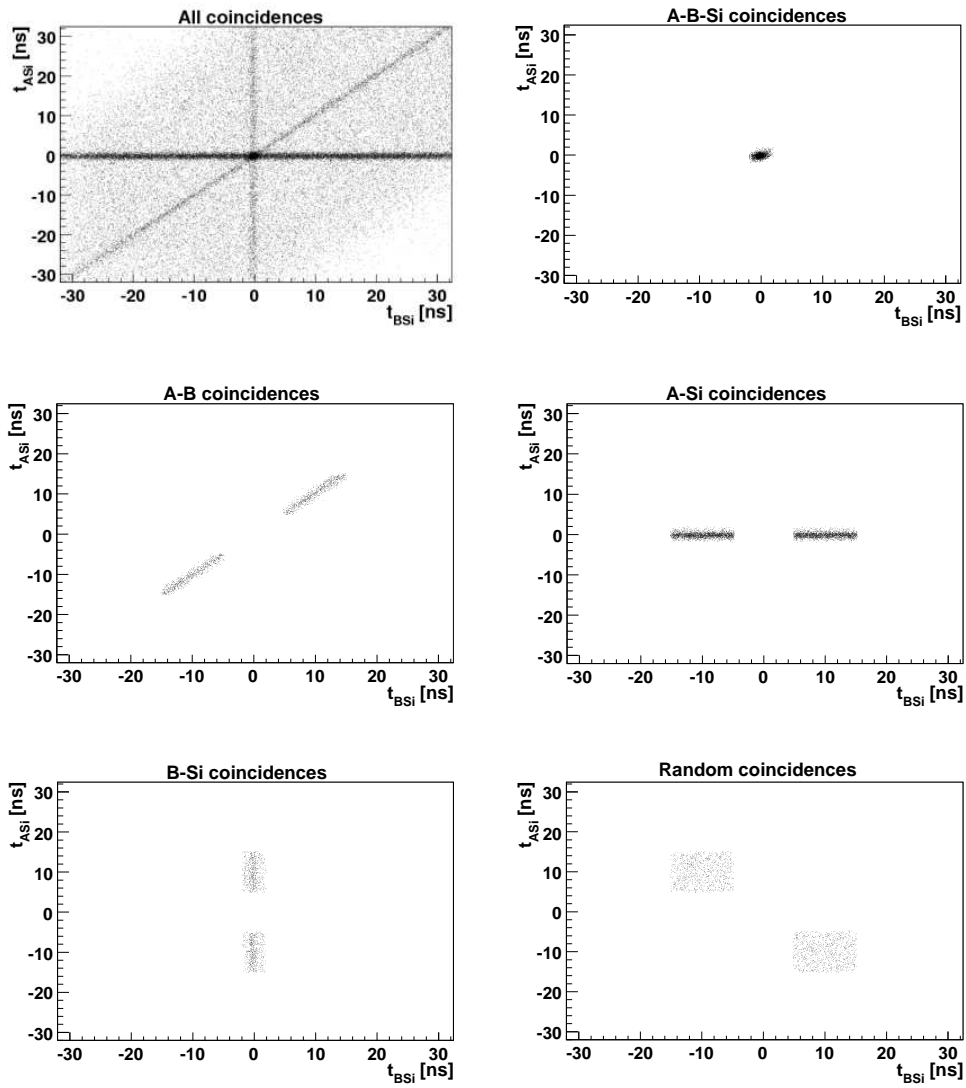 All coincidences
t_ASi [ns]
30
20
10
0
-10
-20
-30
-30 -20 -10 0 10 20 30
t_BSi [ns]
A-B-Si coincidences
t_ASi [ns]
30
20
10
0
-10
-20
-30
-30 -20 -10 0 10 20 30
t_BSi [ns]
A-B coincidences
t_ASi [ns]
30
20
10
0
-10
-20
-30
-30 -20 -10 0 10 20 30
t_BSi [ns]
A-Si coincidences
t_ASi [ns]
30
20
10
0
-10
-20
-30
-30 -20 -10 0 10 20 30
t_BSi [ns]
B-Si coincidences
t_ASi [ns]
30
20
10
0
-10
-20
-30
-30 -20 -10 0 10 20 30
t_BSi [ns]
Random coincidences
t_ASi [ns]
30
20
10
0
-10
-20
-30
-30 -20 -10 0 10 20 30
t_BSi [ns]